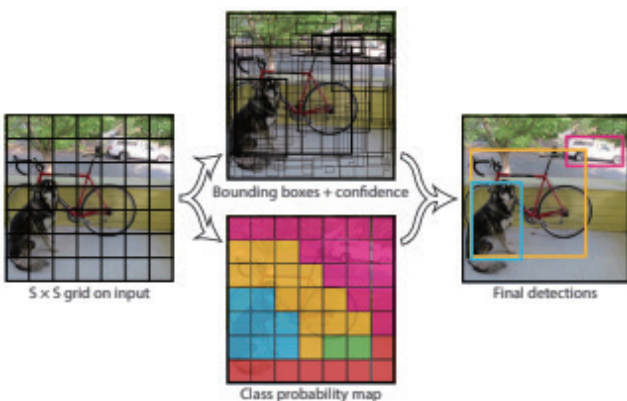 Bounding boxes + confidence
S × S grid on input
Final detections
Class probability map